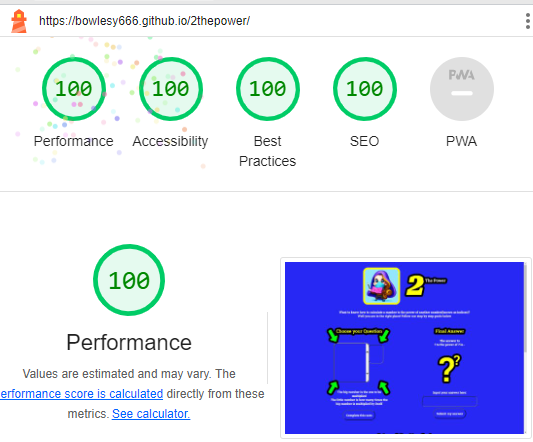 https://bowlesy666.github.io/2thepower/
100 100 100 100 PWA
Performance Accessibility Best Practices SEO PWA
100
Performance
Values are estimated and may vary. The
erformance score is calculated directly from these
metrics. See calculator.
2 The Power
Choose your Question
Final Answer
??